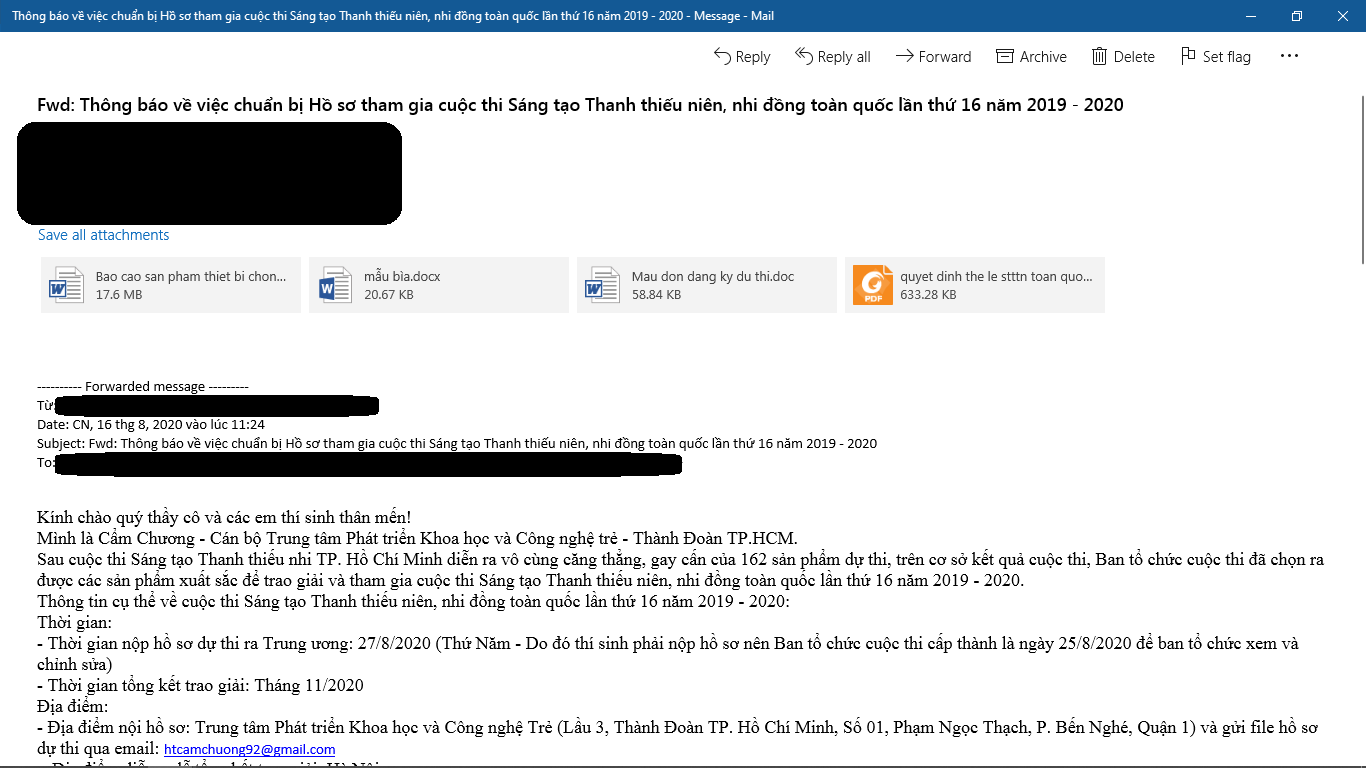 Thông báo về việc chuẩn bị Hồ sơ tham gia cuộc thi Sáng tạo Thanh thiếu niên, nhi đồng toàn quốc lần thứ 16 năm 2019 - 2020 - Message - Mail
Reply Reply all Forward Archive Delete Set flag ...
Fwd: Thông báo về việc chuẩn bị Hồ sơ tham gia cuộc thi Sáng tạo Thanh thiếu niên, nhi đồng toàn quốc lần thứ 16 năm 2019 - 2020
Save all attachments
Bao cao san pham thiet bi chon...
17.6 MB
mẫu bìa.docx
20.67 KB
Mau don dang ky du thi.doc
58.84 KB
quyet dinh the le stttn toan quo...
633.28 KB
PDF
---------- Forwarded message ---------
Từ:
Date: CN, 16 thg 8, 2020 vào lúc 11:24
Subject: Fwd: Thông báo về việc chuẩn bị Hồ sơ tham gia cuộc thi Sáng tạo Thanh thiếu niên, nhi đồng toàn quốc lần thứ 16 năm 2019 - 2020
To:
Kính chào quý thầy cô và các em thí sinh thân mến!
Mình là Cẩm Chương - Cán bộ Trung tâm Phát triển Khoa học và Công nghệ trẻ - Thành Đoàn TP.HCM.
Sau cuộc thi Sáng tạo Thanh thiếu nhi TP. Hồ Chí Minh diễn ra vô cùng căng thẳng, gay cấn của 162 sản phẩm dự thi, trên cơ sở kết quả cuộc thi, Ban tổ chức cuộc thi đã chọn ra
được các sản phẩm xuất sắc để trao giải và tham gia cuộc thi Sáng tạo Thanh thiếu niên, nhi đồng toàn quốc lần thứ 16 năm 2019 - 2020.
Thông tin cụ thể về cuộc thi Sáng tạo Thanh thiếu niên, nhi đồng toàn quốc lần thứ 16 năm 2019 - 2020:
Thời gian:
- Thời gian nộp hồ sơ dự thi ra Trung ương: 27/8/2020 (Thứ Năm - Do đó thí sinh phải nộp hồ sơ nên Ban tổ chức cuộc thi cấp thành là ngày 25/8/2020 để ban tổ chức xem và
chỉnh sửa)
- Thời gian tổng kết trao giải: Tháng 11/2020
Địa điểm:
- Địa điểm nội hồ sơ: Trung tâm Phát triển Khoa học và Công nghệ Trẻ (Lầu 3, Thành Đoàn TP. Hồ Chí Minh, Số 01, Phạm Ngọc Thạch, P. Bến Nghé, Quận 1) và gửi file hồ sơ
dự thi qua email: htcamchuong92@gmail.com